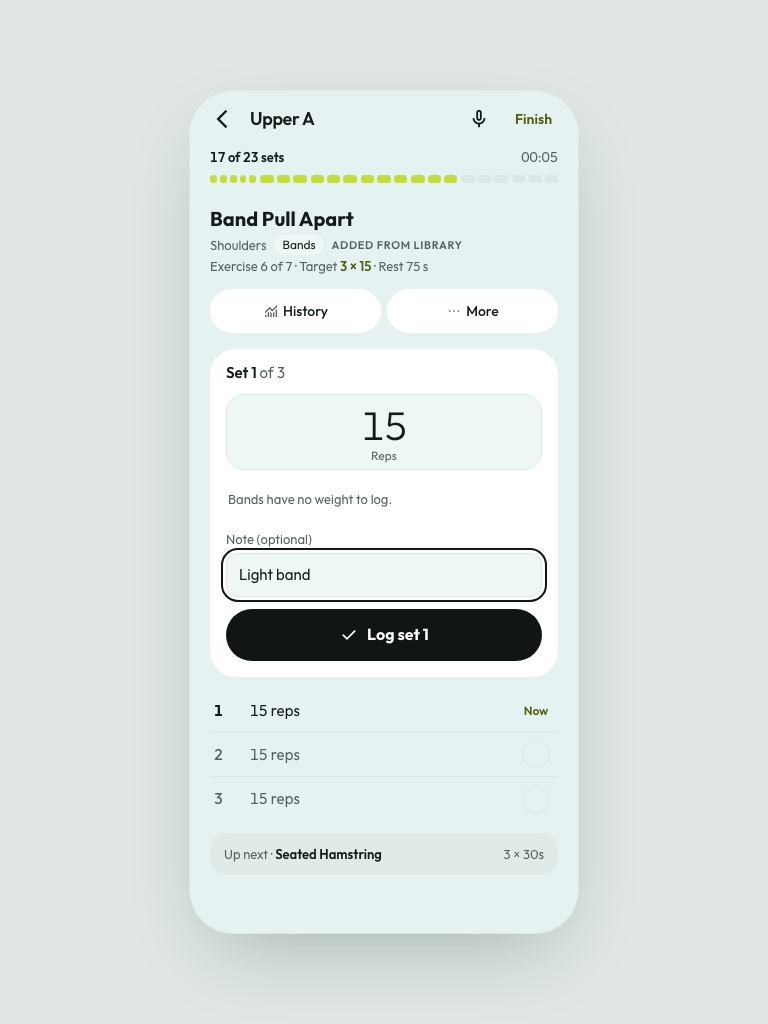 Upper A
Finish
17 of 23 sets
00:05
Band Pull Apart
Shoulders Bands ADDED FROM LIBRARY
Exercise 6 of 7 · Target 3 × 15 · Rest 75 s
History
More
Set 1 of 3
15
Reps
Bands have no weight to log.
Note (optional)
Light band
Log set 1
1 15 reps Now
2 15 reps
3 15 reps
Up next · Seated Hamstring 3 × 30s